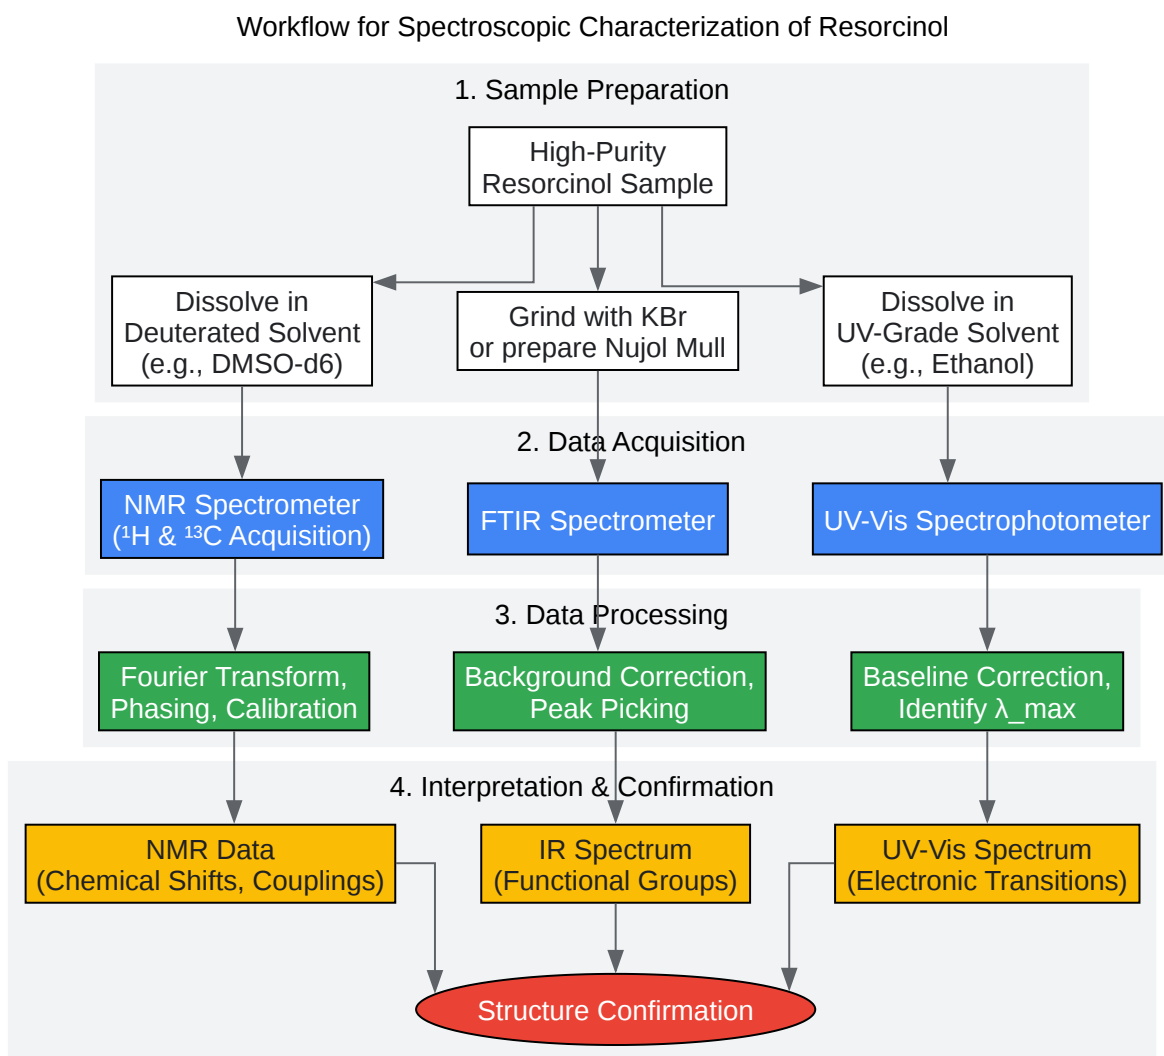 Workflow for Spectroscopic Characterization of Resorcinol
1. Sample Preparation
High-Purity
Resorcinol Sample
Dissolve in
Deuterated Solvent
(e.g., DMSO-d6)
Grind with KBr
or prepare Nujol Mull
Dissolve in
UV-Grade Solvent
(e.g., Ethanol)
2. Data Acquisition
NMR Spectrometer
(¹H & ¹³C Acquisition)
FTIR Spectrometer
UV-Vis Spectrophotometer
3. Data Processing
Fourier Transform,
Phasing, Calibration
Background Correction,
Peak Picking
Baseline Correction,
Identify λ_max
4. Interpretation & Confirmation
NMR Data
(Chemical Shifts, Couplings)
IR Spectrum
(Functional Groups)
UV-Vis Spectrum
(Electronic Transitions)
Structure Confirmation